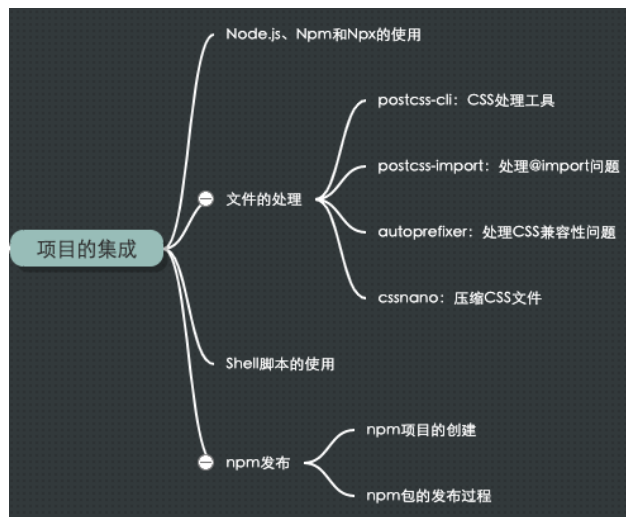 Node.js、Npm和Npx的使用
postcss-cli：CSS处理工具
postcss-import：处理@import问题
文件的处理
autoprefixer：处理CSS兼容性问题
项目的集成
cssnano：压缩CSS文件
Shell脚本的使用
npm项目的创建
npm发布
npm包的发布过程